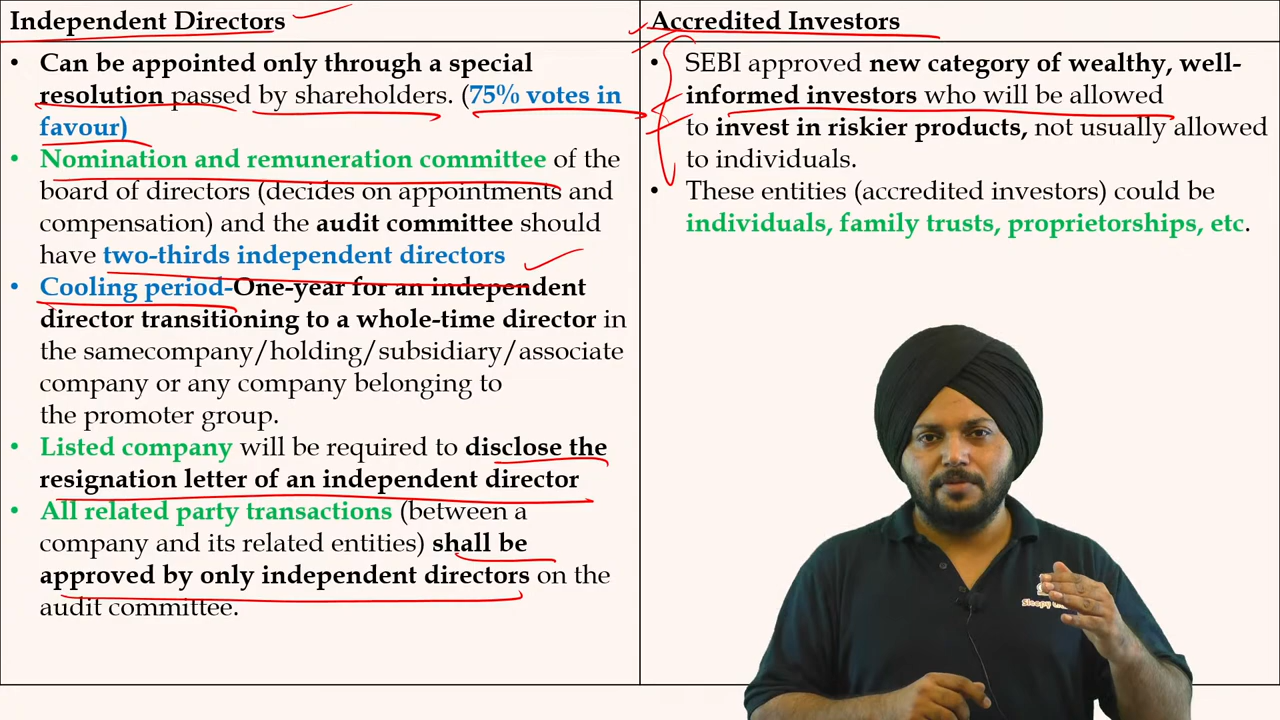 Independent Directors
• Can be appointed only through a special
resolution passed by shareholders. (75% votes in
favour)
• Nomination and remuneration committee of the
board of directors (decides on appointments and
compensation) and the audit committee should
have two-thirds independent directors
• Cooling period-One-year for an independent
director transitioning to a whole-time director in
the samecompany/holding/subsidiary/associate
company or any company belonging to
the promoter group.
• Listed company will be required to disclose the
resignation letter of an independent director
• All related party transactions (between a
company and its related entities) shall be
approved by only independent directors on the
audit committee.
Accredited Investors
• SEBI approved new category of wealthy, well-
informed investors who will be allowed
to invest in riskier products, not usually allowed
to individuals.
• These entities (accredited investors) could be
individuals, family trusts, proprietorships, etc.
Sleepy